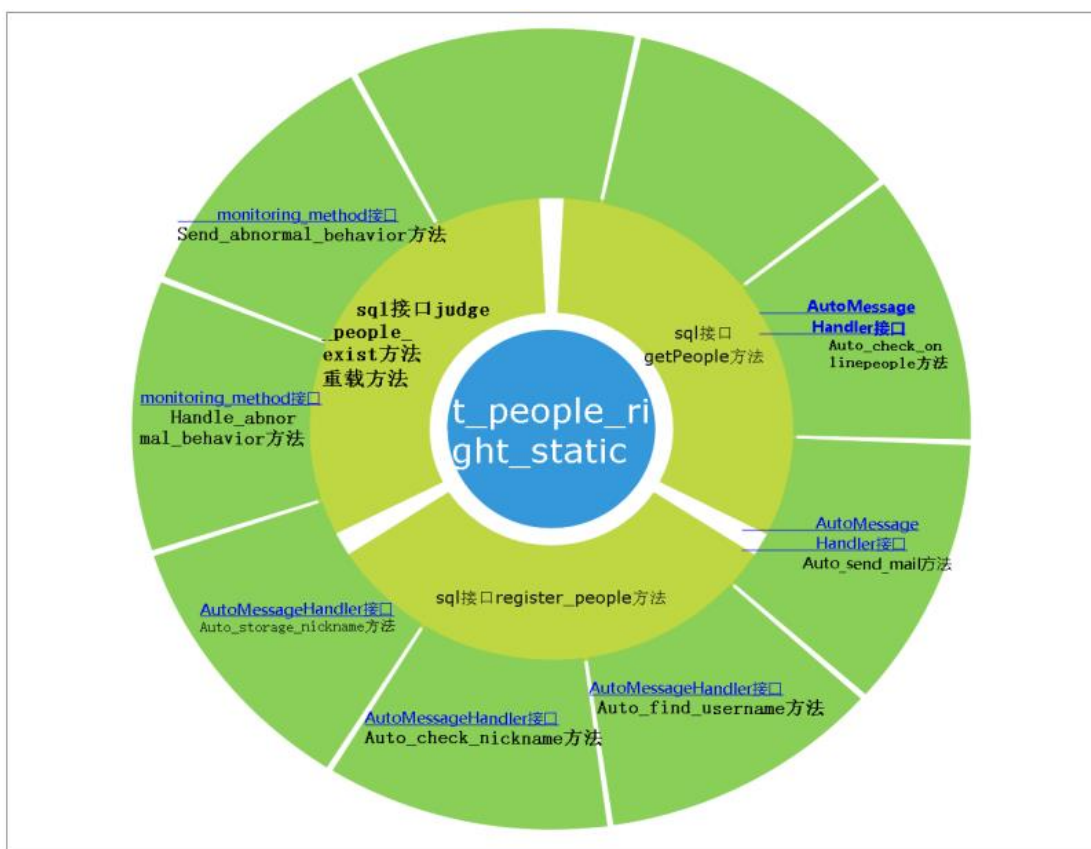 monitoring_method接口
Send_abnormal_behavior方法
sql接口judge
_people_
exist方法
重载方法
monitoring_method接口
Handle_abnor
mal_behavior方法
t_people_ri
ght_static
sql接口
getPeople方法
AutoMessage
Handler接口
Auto_check_on
linepeople方法
AutoMessage
Handler接口
Auto_send_mail方法
sql接口register_people方法
AutoMessageHandler接口
Auto_storage_nickname方法
AutoMessageHandler接口
Auto_check_nickname方法
AutoMessageHandler接口
Auto_find_username方法